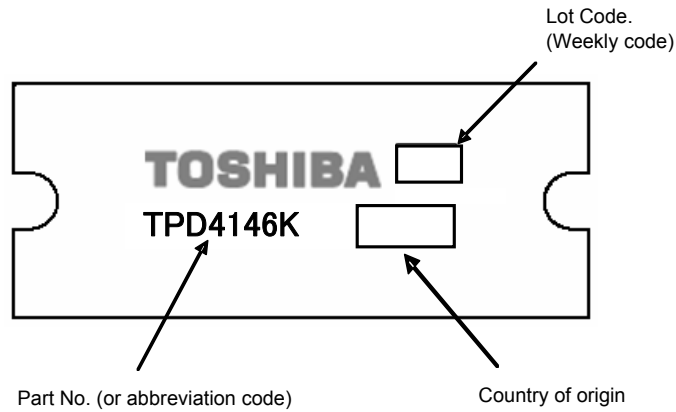 Lot Code.
(Weekly code)
TOSHIBA
TPD4146K
Part No. (or abbreviation code)
Country of origin